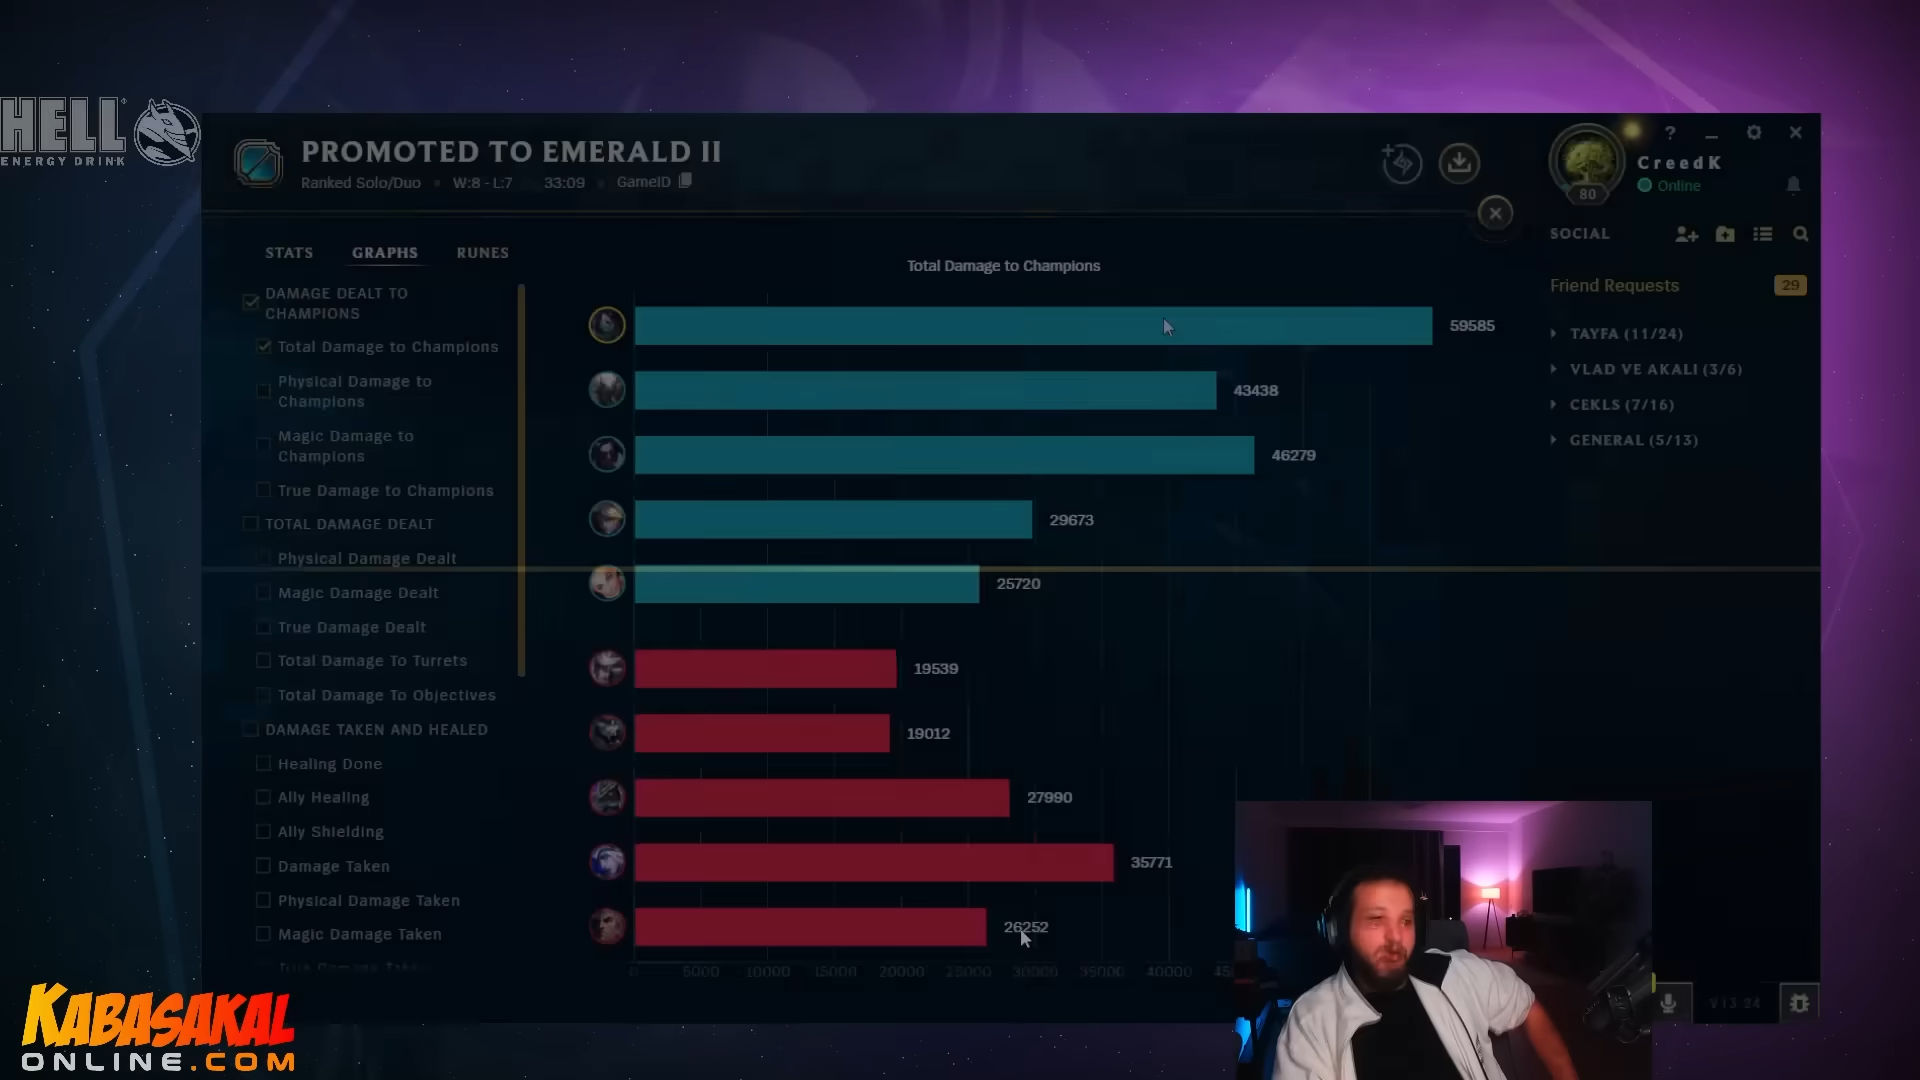 HELL
ENERGY DRINK
PROMOTED TO EMERALD II
Ranked Solo/Duo W:8 - L:7 33:09 GameID
80
CreedK
Online
SOCIAL
Friend Requests 29
TAYFA (11/24)
VLAD VE AKALI (3/6)
CEKLS (7/16)
GENERAL (5/13)
STATS GRAPHS RUNES
DAMAGE DEALT TO
CHAMPIONS
Total Damage to Champions
Physical Damage to
Champions
Magic Damage to
Champions
True Damage to Champions
TOTAL DAMAGE DEALT
Physical Damage Dealt
Magic Damage Dealt
True Damage Dealt
Total Damage To Turrets
Total Damage To Objectives
DAMAGE TAKEN AND HEALED
Healing Done
Ally Healing
Ally Shielding
Damage Taken
Physical Damage Taken
Magic Damage Taken
True Damage Taken
Total Damage to Champions
59585
43438
46279
29673
25720
19539
19012
27990
35771
26252
0 5000 10000 15000 20000 25000 30000 35000 40000
V13.24
KABASAKAL
ONLINE.COM